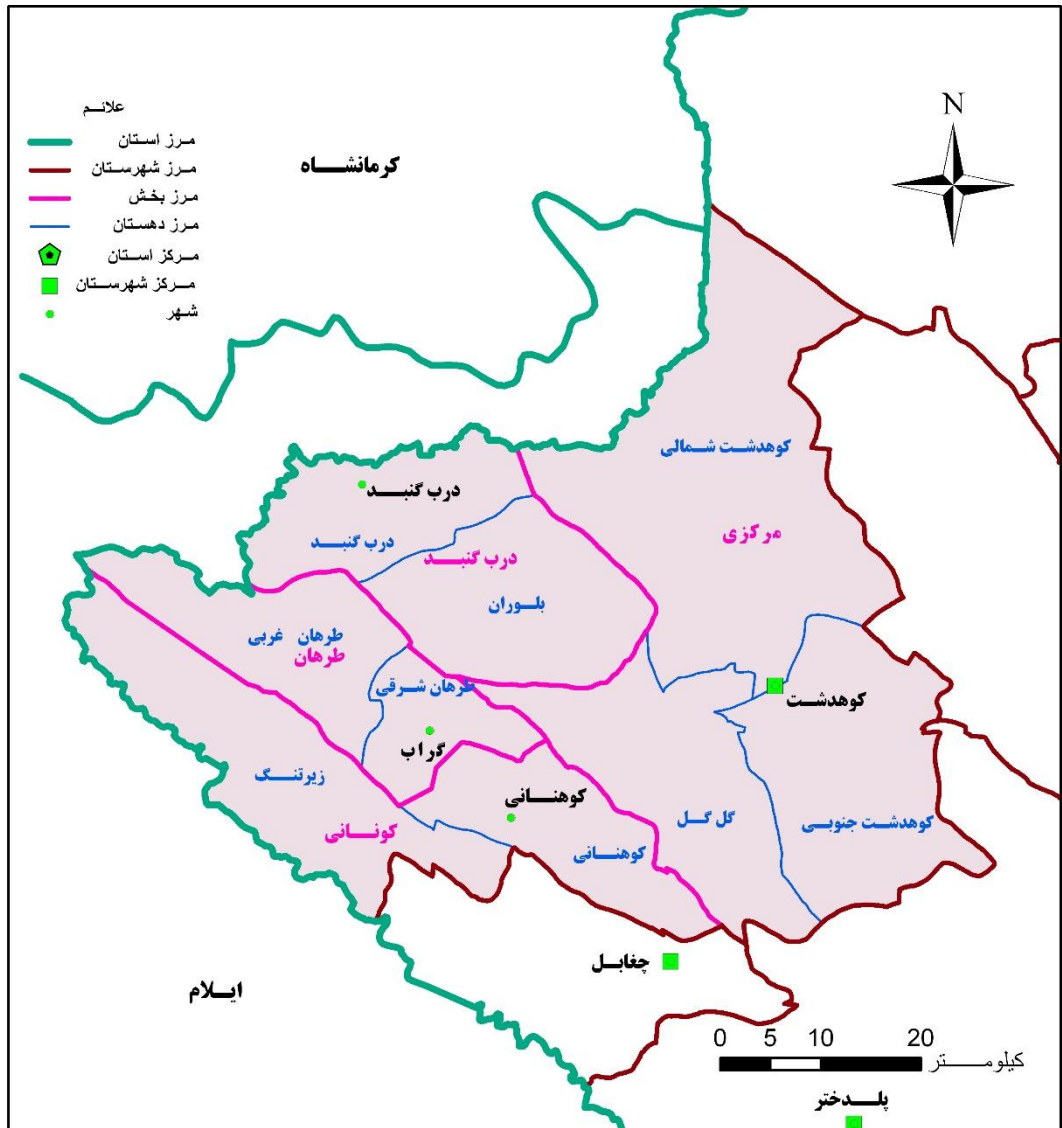 علائم
مرز استان
مرز شهرستان
مرز بخش
مرز دهستان
مرکز استان
مرکز شهرستان
شهر
N
کرمانشاه
کوهدشت شمالی
مرکزی
درب گنبد
درب گنبد
درب گنبد
بلوران
طرهان غربی
طرهان
طرهان شرقی
گراب
کوهدشت
زیرتنگ
کونانی
کوهنانی
کوهنانی
گل گل
کوهدشت جنوبی
چغابل
ایلام
0 5 10 20
کیلومتر
پلدختر